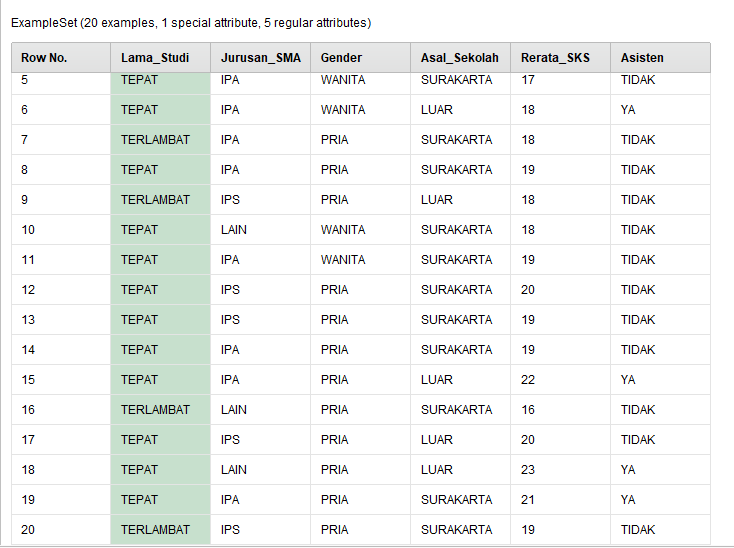 ExampleSet (20 examples, 1 special attribute, 5 regular attributes)
Row No. Lama_Studi Jurusan_SMA Gender Asal_Sekolah Rerata_SKS Asisten
5 TEPAT IPA WANITA SURAKARTA 17 TIDAK
6 TEPAT IPA WANITA LUAR 18 YA
7 TERLAMBAT IPA PRIA SURAKARTA 18 TIDAK
8 TEPAT IPA PRIA SURAKARTA 19 TIDAK
9 TERLAMBAT IPS PRIA LUAR 18 TIDAK
10 TEPAT LAIN WANITA SURAKARTA 18 TIDAK
11 TEPAT IPA WANITA SURAKARTA 19 TIDAK
12 TEPAT IPS PRIA SURAKARTA 20 TIDAK
13 TEPAT IPS PRIA SURAKARTA 19 TIDAK
14 TEPAT IPA PRIA SURAKARTA 19 TIDAK
15 TEPAT IPA PRIA LUAR 22 YA
16 TERLAMBAT LAIN PRIA SURAKARTA 16 TIDAK
17 TEPAT IPS PRIA LUAR 20 TIDAK
18 TEPAT LAIN PRIA LUAR 23 YA
19 TEPAT IPA PRIA SURAKARTA 21 YA
20 TERLAMBAT IPS PRIA SURAKARTA 19 TIDAK